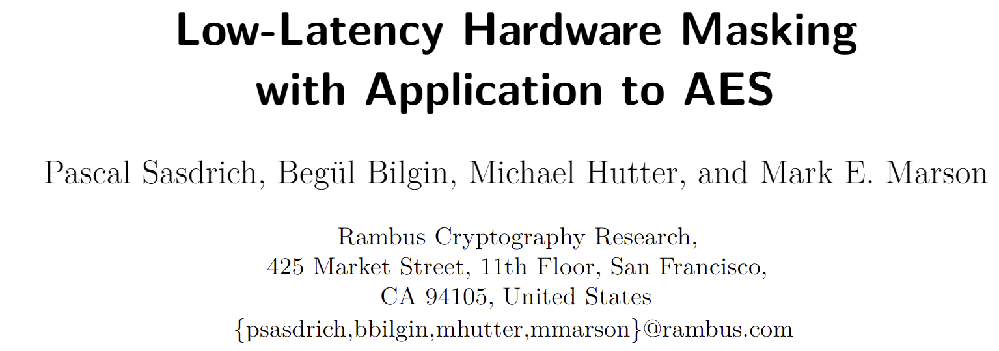 Low-Latency Hardware Masking
with Application to AES
Pascal Sasdrich, Begül Bilgin, Michael Hutter, and Mark E. Marson
Rambus Cryptography Research,
425 Market Street, 11th Floor, San Francisco,
CA 94105, United States
{psasdrich,bbilgin,mhutter,mmarson}@rambus.com